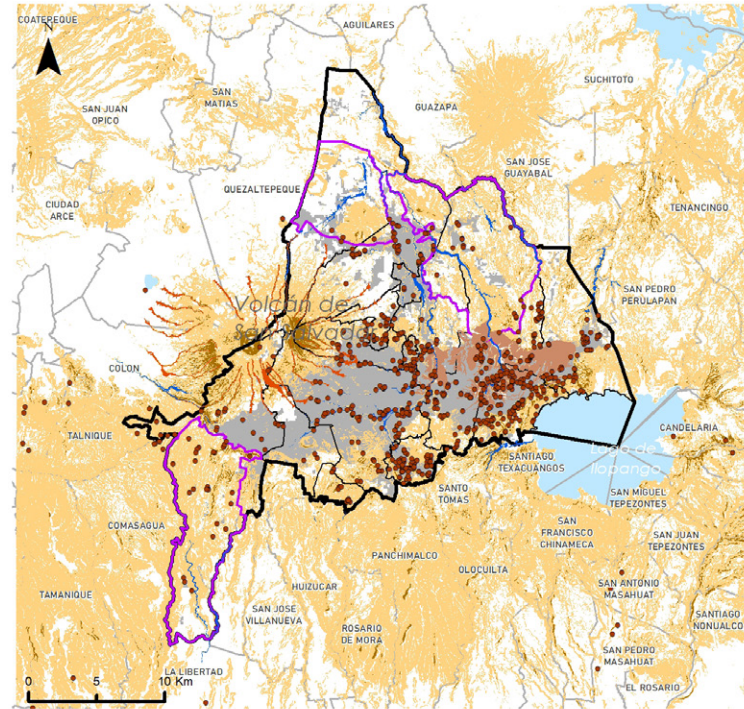 COATEPEQUE
N
AGUILARES
SUCHITOTO
SAN
MATIAS
GUAZAPA
SAN JUAN
OPICO
SAN JOSE
GUAYABAL
QUEZALTEPEQUE
CIUDAD
ARCE
TENANCINGO
SAN PEDRO
PERULAPAN
Volcán de
San Salvador
COLON
CANDELARIA
TALNIQUE
SANTIAGO
TEXACUANGOS
Lago de
Ilopango
SANTO
TOMAS
SAN MIGUEL
TEPEZONTES
COMASAGUA
SAN
FRANCISCO
CHINAMECA
SAN JUAN
TEPEZONTES
PANCHIMALCO
OLOCUILTA
TAMANIQUE
HUIZUCAR
SAN ANTONIO
MASAHUAT
SAN JOSE
VILLANUEVA
ROSARIO
DE MORA
SANTIAGO
NONUALCO
SAN PEDRO
MASAHUAT
LA LIBERTAD
EL ROSARIO
0 5 10 Km